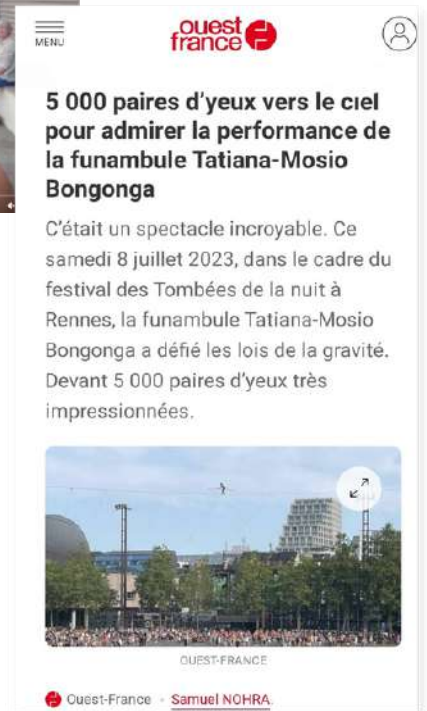 MENU
ouest
france
5 000 paires d'yeux vers le ciel
pour admirer la performance de
la funambule Tatiana-Mosio
Bongonga
C'était un spectacle incroyable. Ce
samedi 8 juillet 2023, dans le cadre du
festival des Tombées de la nuit à
Rennes, la funambule Tatiana-Mosio
Bongonga a défié les lois de la gravité.
Devant 5 000 paires d'yeux très
impressionnées.
OUEST-FRANCE
Ouest-France - Samuel NOHRA.